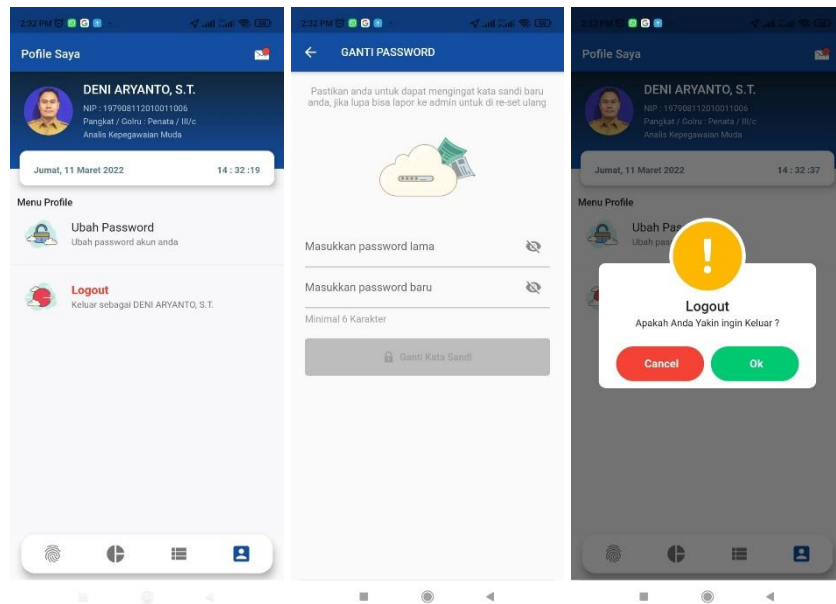 2:32 PM
Pofile Saya
DENI ARYANTO, S.T.
NIP : 197908112010011006
Pangkat / Golru : Penata / III/c
Analis Kepegawaian Muda
Jumat, 11 Maret 2022 14 : 32 :19
Menu Profile
Ubah Password
Ubah password akun anda
Logout
Keluar sebagai DENI ARYANTO, S.T.
2:32 PM
GANTI PASSWORD
Pastikan anda untuk dapat mengingat kata sandi baru
anda, jika lupa bisa lapor ke admin untuk di re-set ulang
Masukkan password lama
Masukkan password baru
Minimal 6 Karakter
Ganti Kata Sandi
2:32 PM
Pofile Saya
DENI ARYANTO, S.T.
NIP : 197908112010011006
Pangkat / Golru : Penata / III/c
Analis Kepegawaian Muda
Jumat, 11 Maret 2022 14 : 32 :37
Menu Profile
Ubah Pas
Ubah pas
Logout
Apakah Anda Yakin ingin Keluar ?
Cancel Ok